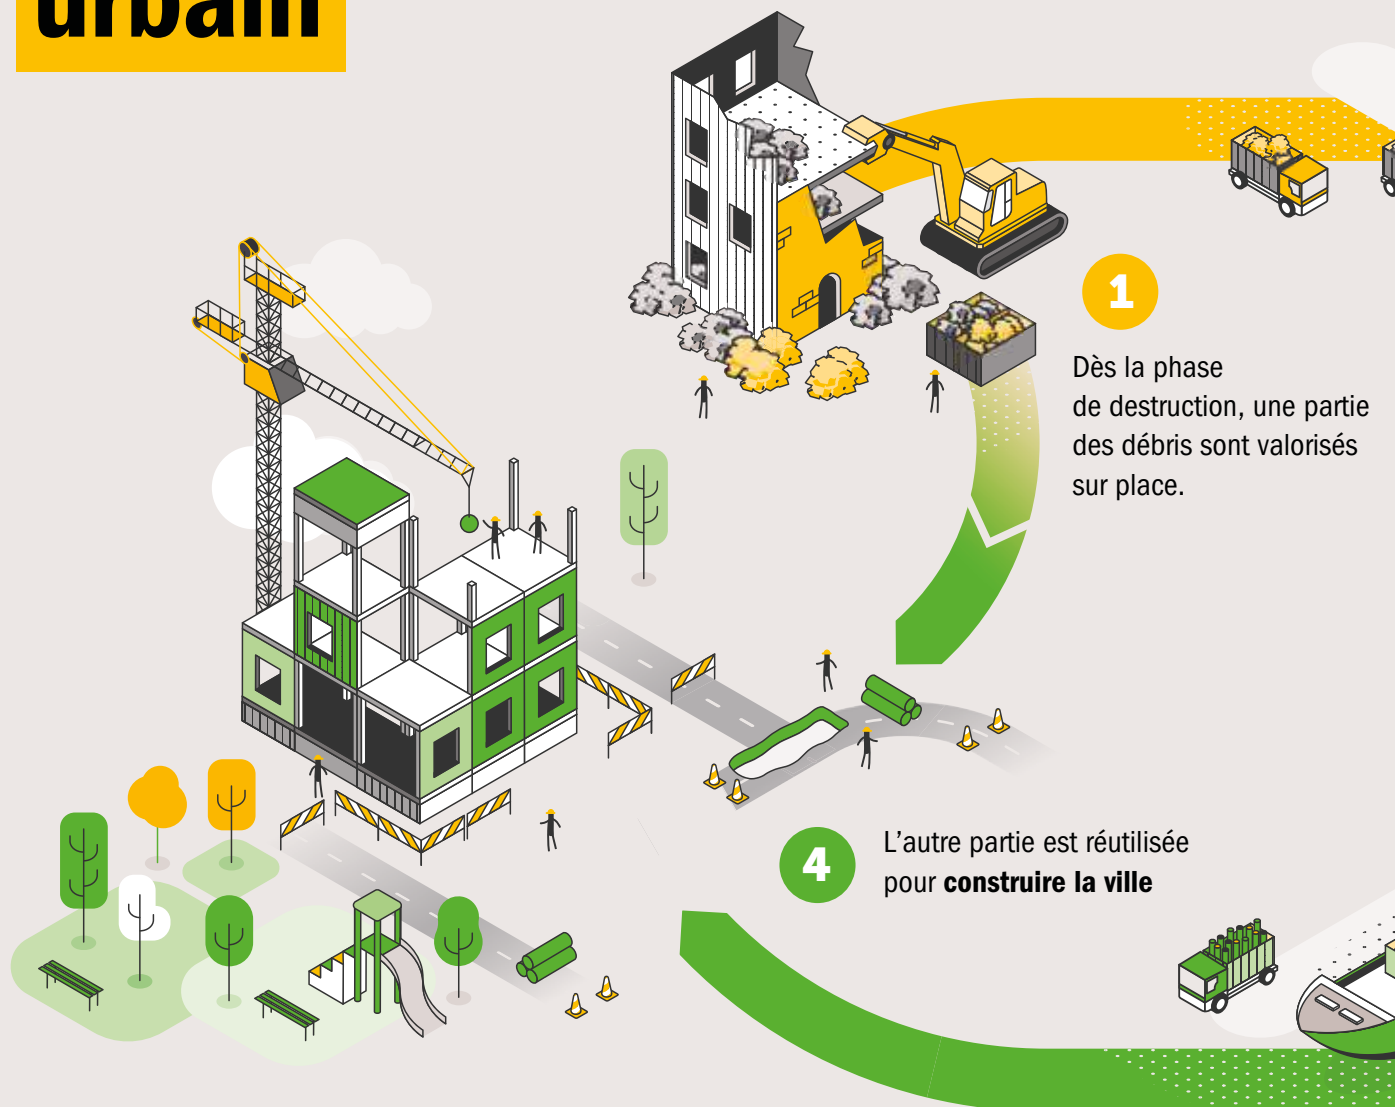 urbain
1
Dès la phase
de destruction, une partie
des débris sont valorisés
sur place.
4
L’autre partie est réutilisée
pour construire la ville